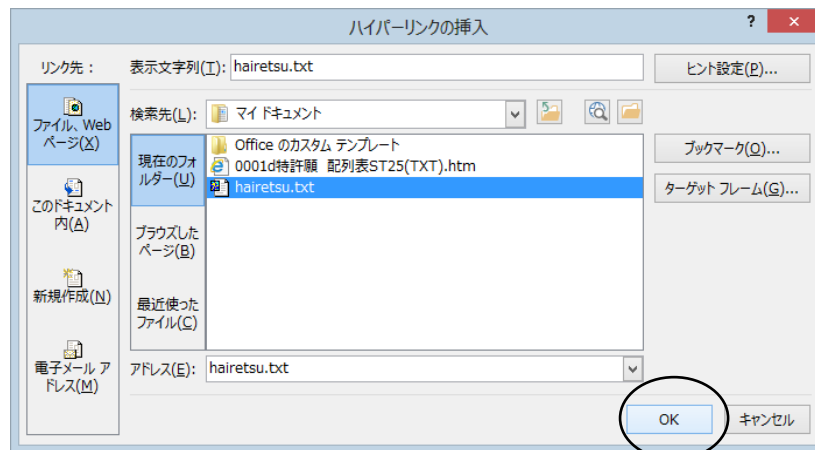 ハイパーリンクの挿入
? ×
リンク先：
表示文字列(T): hairetsu.txt
ヒント設定(P)...
ファイル、Web
ページ(X)
検索先(L): マイ ドキュメント
現在のフォ
ルダー(U)
Office のカスタム テンプレート
0001d特許願 配列表ST25(TXT).htm
hairetsu.txt
ブックマーク(O)...
ターゲット フレーム(G)...
このドキュメント
内(A)
ブラウズした
ページ(B)
新規作成(N)
最近使った
ファイル(C)
電子メール ア
ドレス(M)
アドレス(E): hairetsu.txt
OK
キャンセル